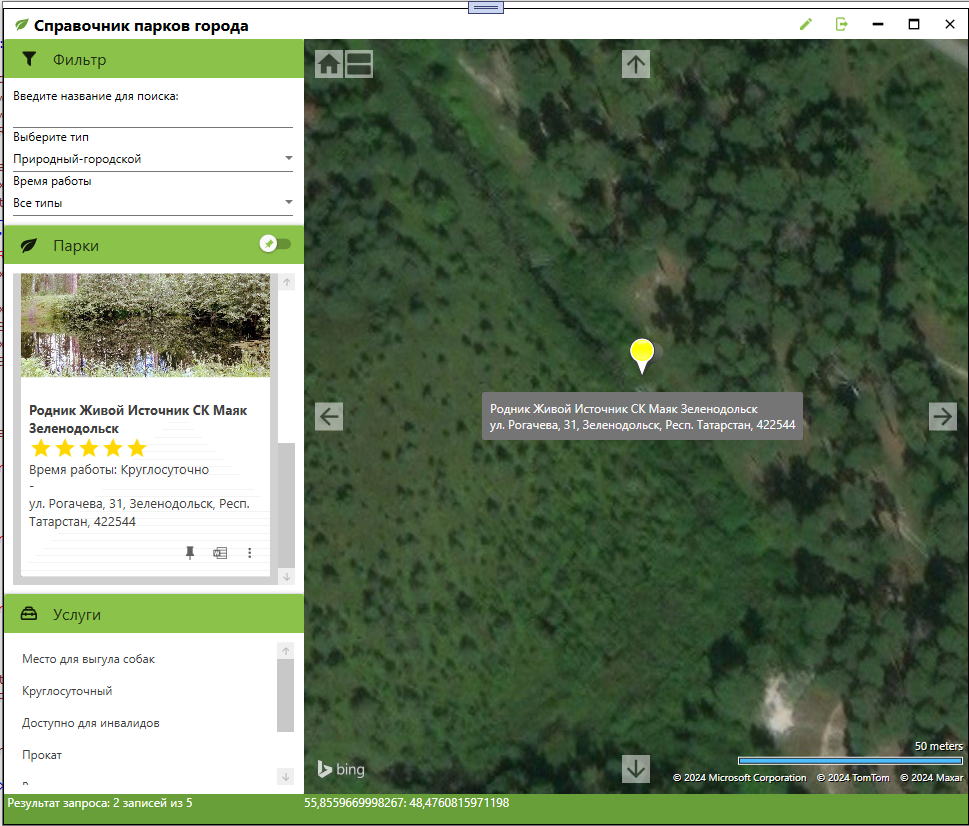 Справочник парков города
Фильтр
Введите название для поиска:
Выберите тип
Природный-городской
Время работы
Все типы
Парки
Родник Живой Источник СК Маяк
Зеленодольск
Время работы: Круглосуточно
-
ул. Рогачева, 31, Зеленодольск, Респ.
Татарстан, 422544
Услуги
Место для выгула собак
Круглосуточный
Доступно для инвалидов
Прокат
Родник Живой Источник СК Маяк Зеленодольск
ул. Рогачева, 31, Зеленодольск, Респ. Татарстан, 422544
50 meters
bing
© 2024 Microsoft Corporation © 2024 TomTom © 2024 Maxar
Результат запроса: 2 записей из 5
55,8559669998267: 48,4760815971198